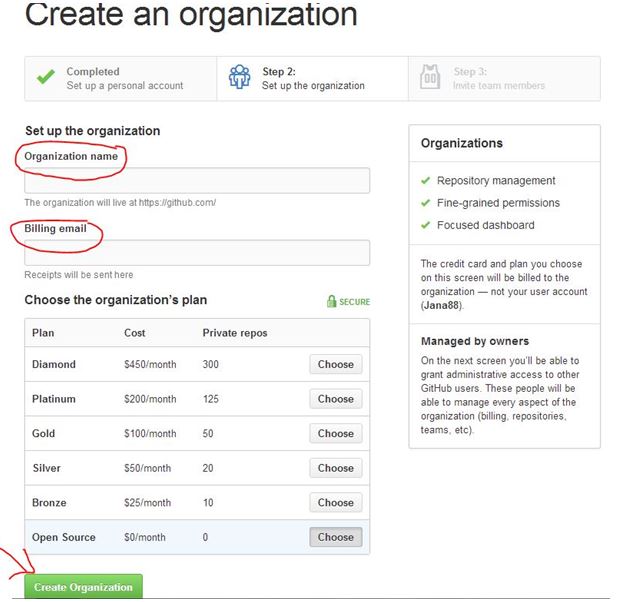 Create an organization
Completed
Set up a personal account
Step 2:
Set up the organization
Step 3:
Invite team members
Set up the organization
Organization name
The organization will live at https://github.com/
Billing email
Receipts will be sent here
Choose the organization's plan
SECURE
Plan Cost Private repos
Diamond $450/month 300 Choose
Platinum $200/month 125 Choose
Gold $100/month 50 Choose
Silver $50/month 20 Choose
Bronze $25/month 10 Choose
Open Source $0/month 0 Choose
Create Organization
Organizations
Repository management
Fine-grained permissions
Focused dashboard
The credit card and plan you choose
on this screen will be billed to the
organization — not your user account
(Jana88).
Managed by owners
On the next screen you'll be able to
grant administrative access to other
GitHub users. These people will be
able to manage every aspect of the
organization (billing, repositories,
teams, etc).